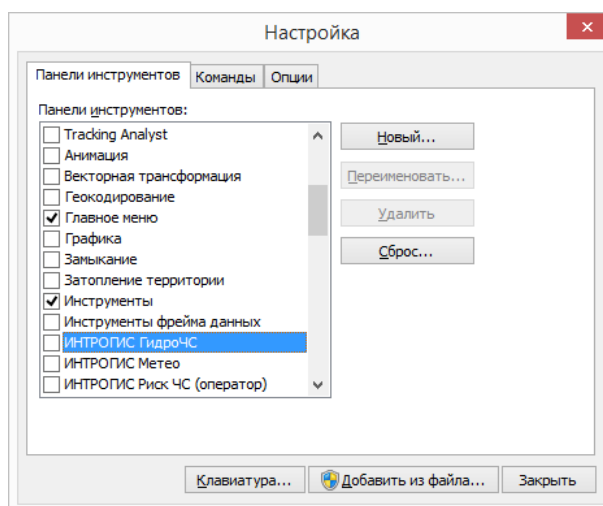 Настройка
Панели инструментов Команды Опции
Панели инструментов:
Tracking Analyst
Анимация
Векторная трансформация
Геокодирование
Главное меню
Графика
Замыкание
Затопление территории
Инструменты
Инструменты фрейма данных
ИНТРОГИС ГидроЧС
ИНТРОГИС Метео
ИНТРОГИС Риск ЧС (оператор)
Новый...
Переименовать...
Удалить
Сброс...
Клавиатура... Добавить из файла... Закрыть